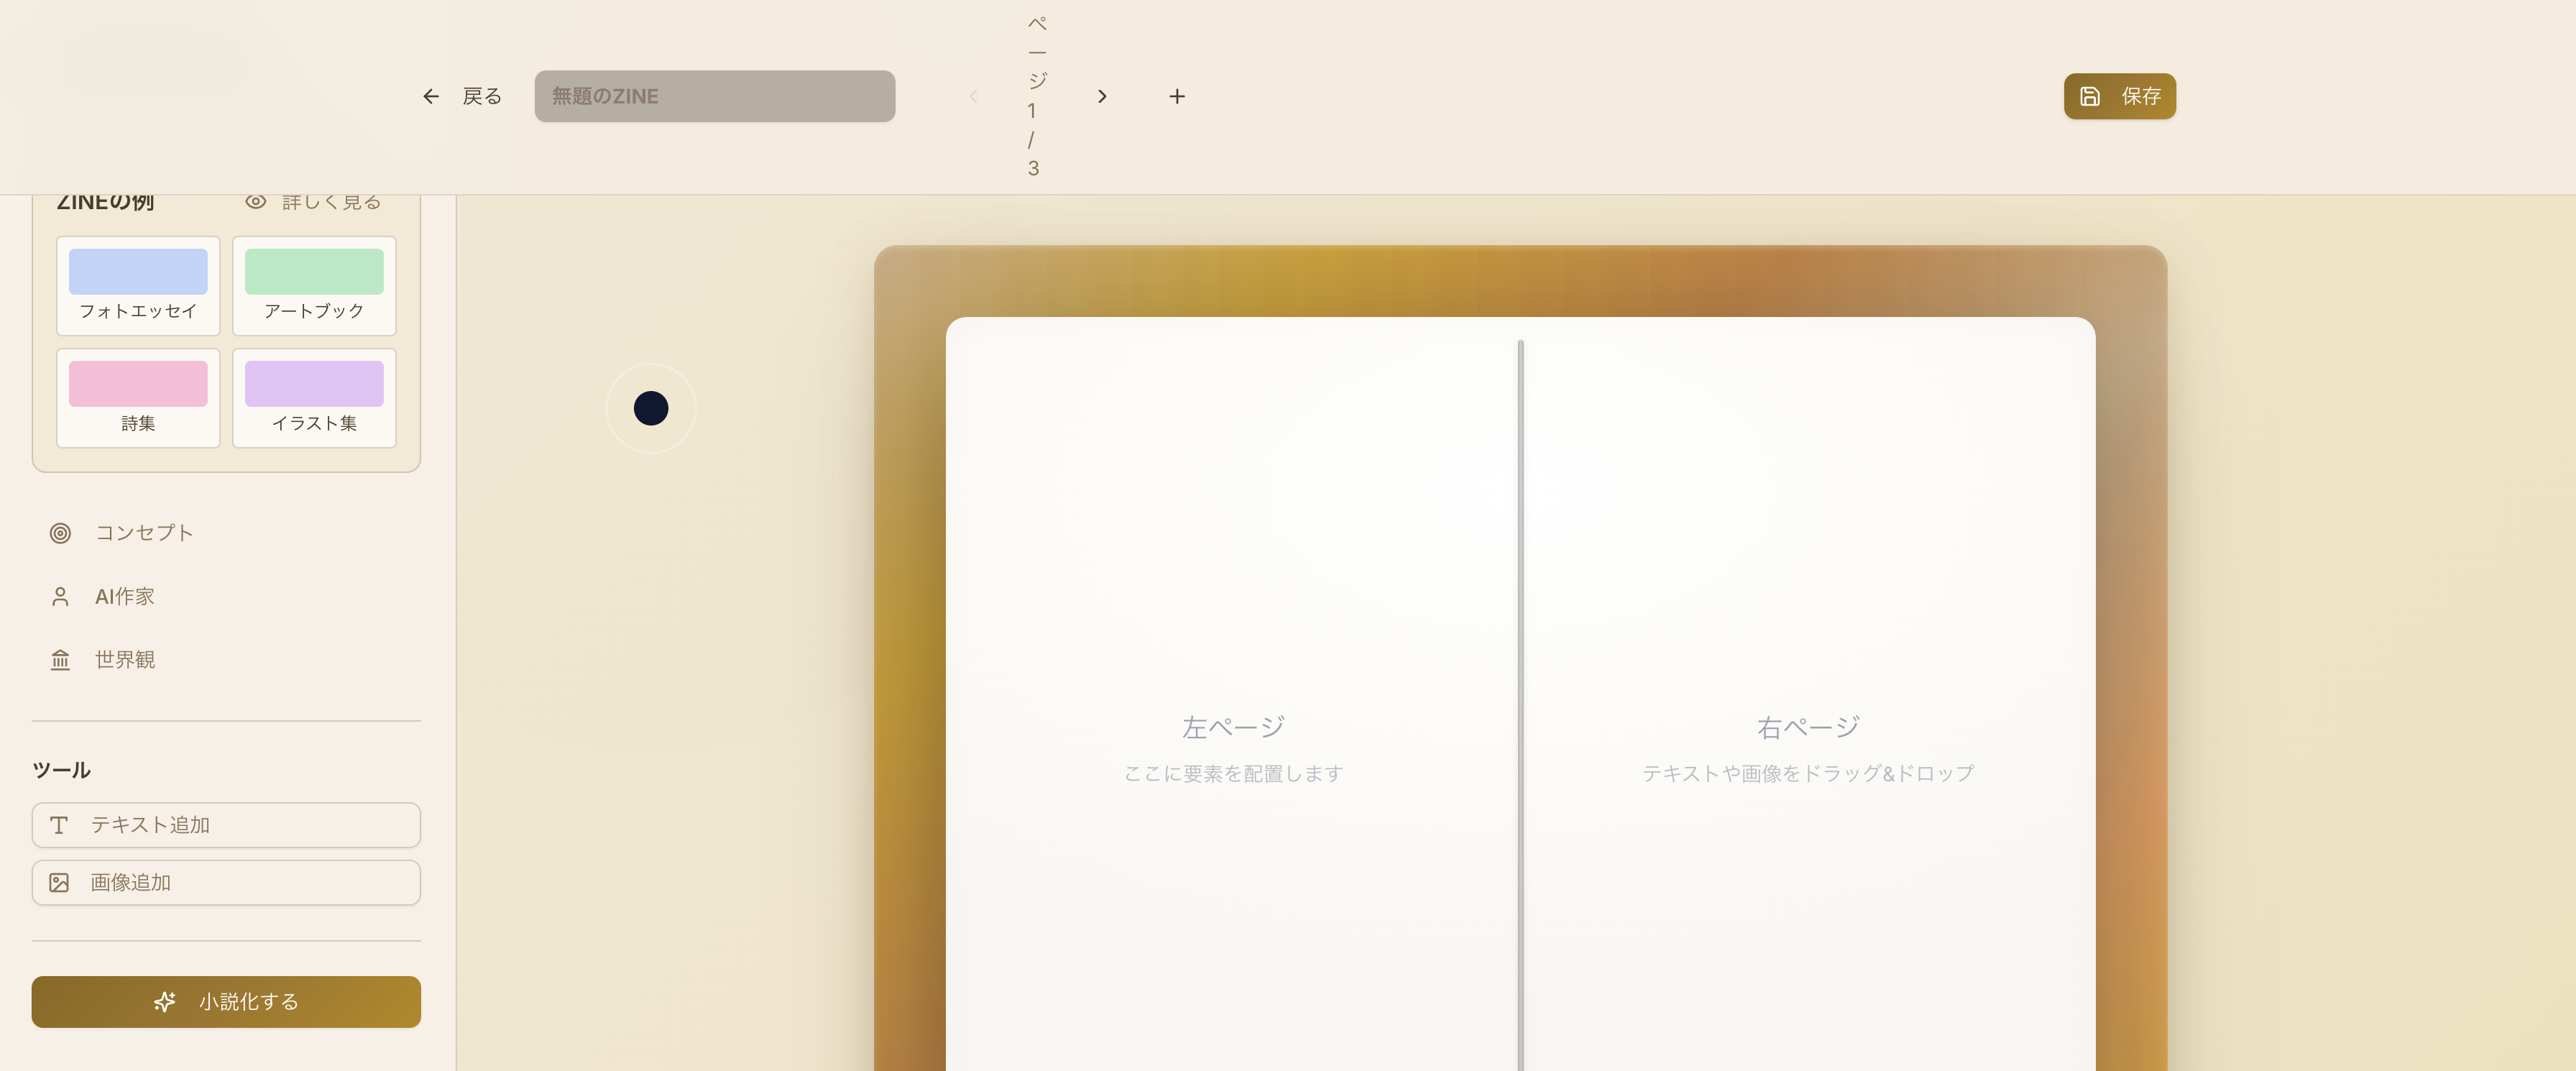 戻る
無題のZINE
ページ 1 / 3
保存
ZINEの例
詳しく見る
フォトエッセイ
アートブック
詩集
イラスト集
コンセプト
AI作家
世界観
ツール
テキスト追加
画像追加
小説化する
左ページ
ここに要素を配置します
右ページ
テキストや画像をドラッグ&ドロップ